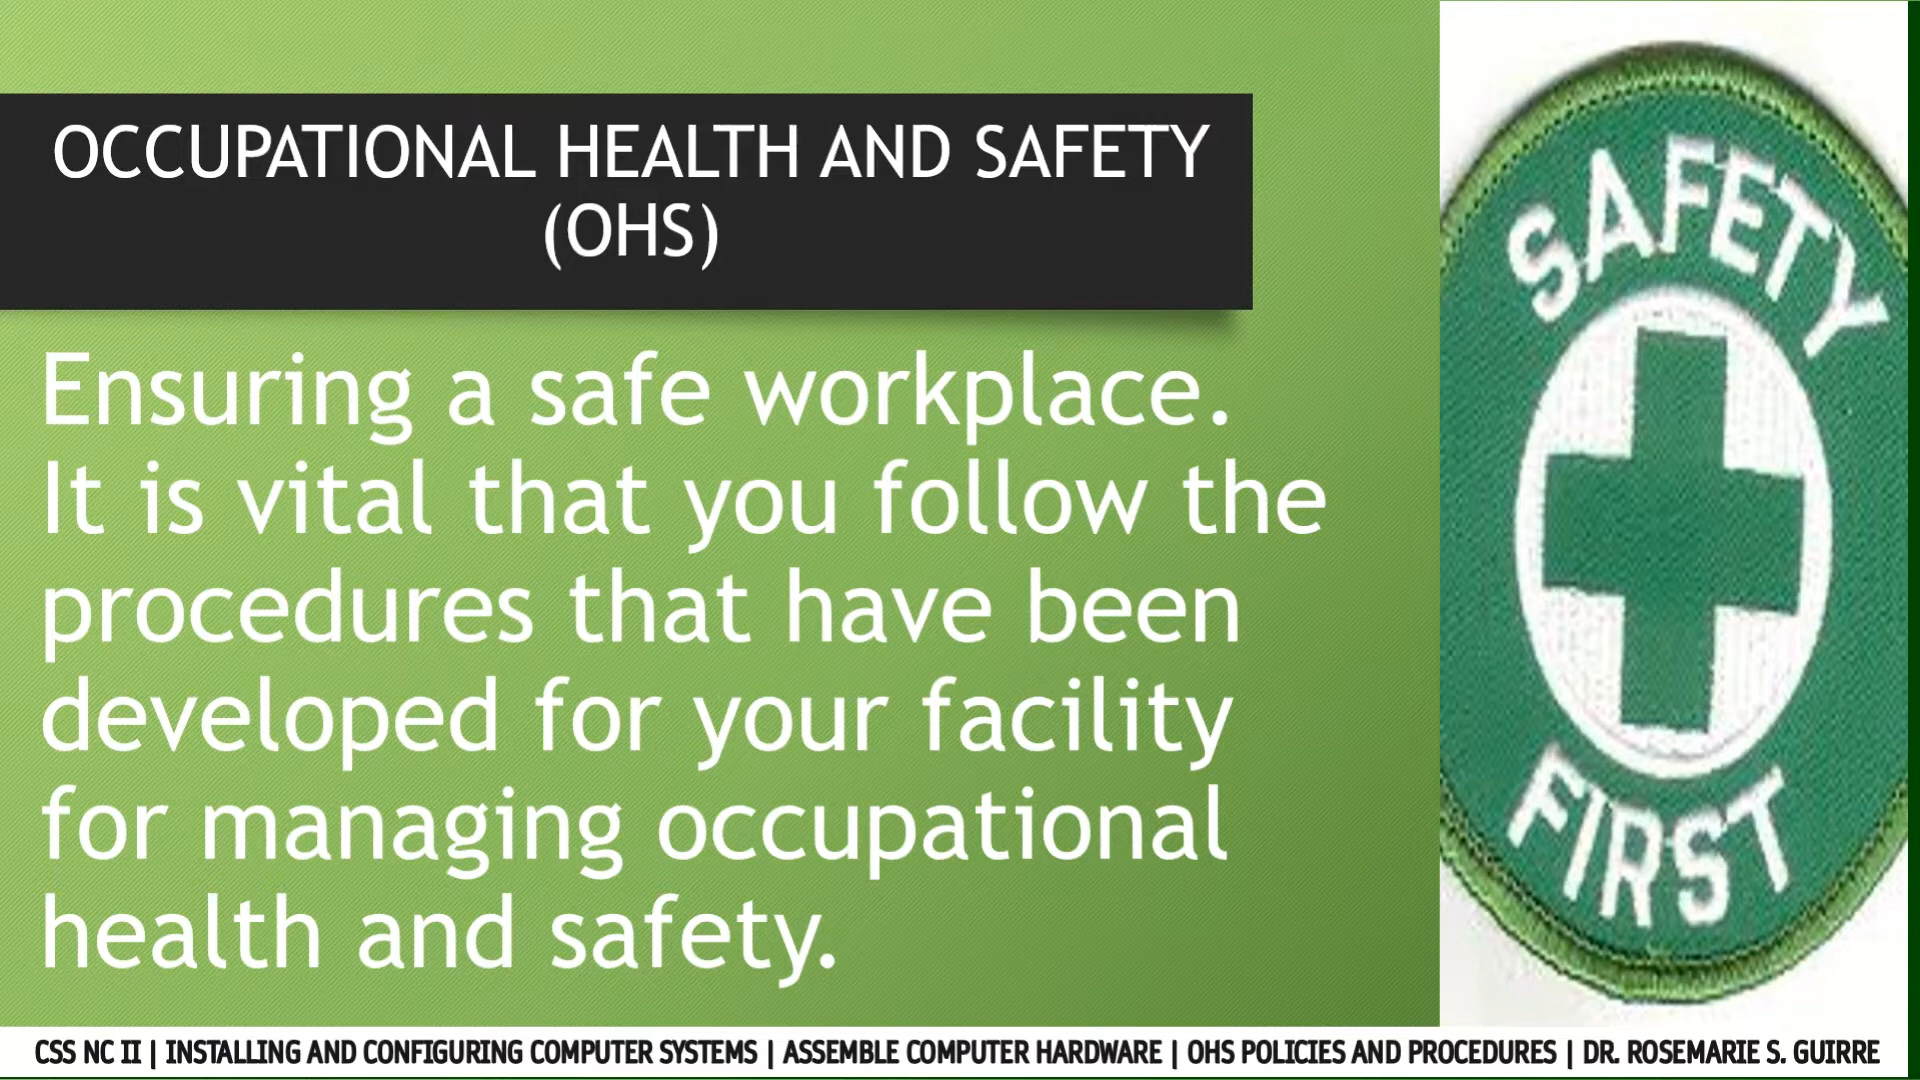 OCCUPATIONAL HEALTH AND SAFETY
(OHS)
Ensuring a safe workplace.
It is vital that you follow the
procedures that have been
developed for your facility
for managing occupational
health and safety.
SAFETY
FIRST
CSS NC II | INSTALLING AND CONFIGURING COMPUTER SYSTEMS | ASSEMBLE COMPUTER HARDWARE | OHS POLICIES AND PROCEDURES | DR. ROSEMARIE S. GUIRRE